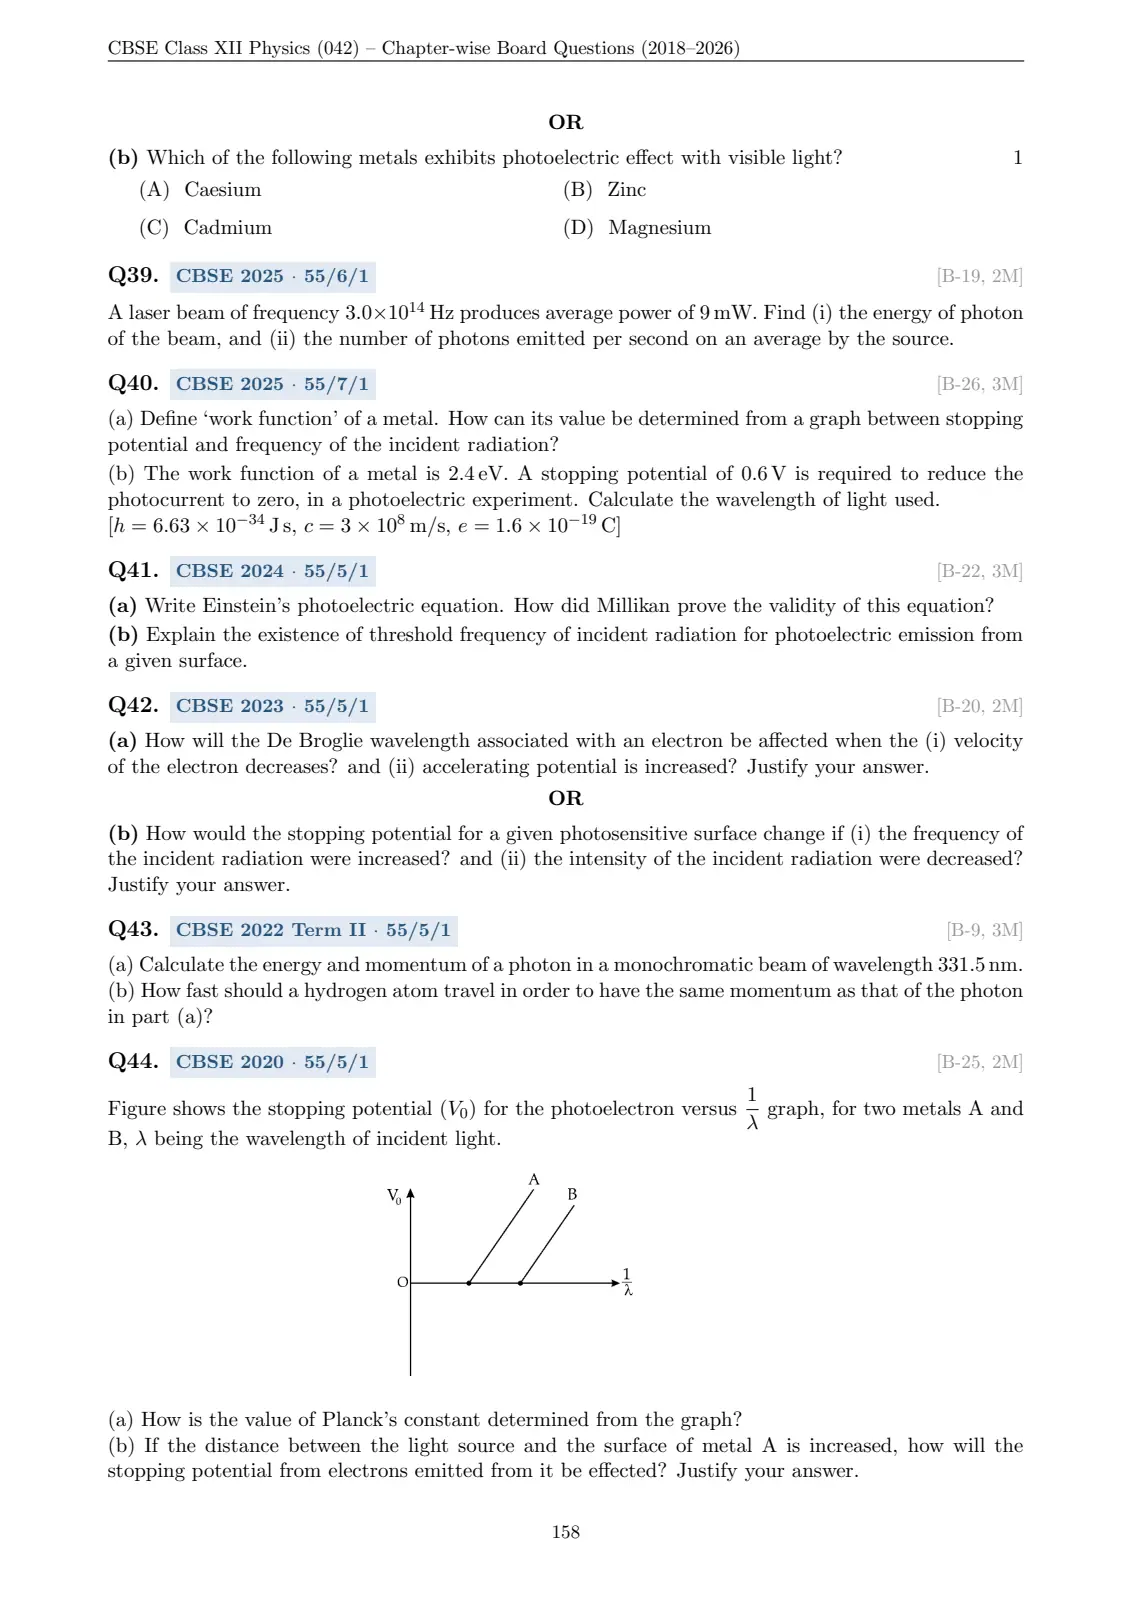 CBSE Class XII Physics (042) – Chapter-wise Board Questions (2018–2026)
OR
(b) Which of the following metals exhibits photoelectric effect with visible light? 1
(A) Caesium (B) Zinc
(C) Cadmium (D) Magnesium
Q39. CBSE 2025 · 55/6/1 [B-19, 2M]
A laser beam of frequency 3.0×10¹⁴ Hz produces average power of 9 mW. Find (i) the energy of photon
of the beam, and (ii) the number of photons emitted per second on an average by the source.
Q40. CBSE 2025 · 55/7/1 [B-26, 3M]
(a) Define ‘work function’ of a metal. How can its value be determined from a graph between stopping
potential and frequency of the incident radiation?
(b) The work function of a metal is 2.4 eV. A stopping potential of 0.6 V is required to reduce the
photocurrent to zero, in a photoelectric experiment. Calculate the wavelength of light used.
[h = 6.63 × 10⁻³⁴ J s, c = 3 × 10⁸ m/s, e = 1.6 × 10⁻¹⁹ C]
Q41. CBSE 2024 · 55/5/1 [B-22, 3M]
(a) Write Einstein’s photoelectric equation. How did Millikan prove the validity of this equation?
(b) Explain the existence of threshold frequency of incident radiation for photoelectric emission from
a given surface.
Q42. CBSE 2023 · 55/5/1 [B-20, 2M]
(a) How will the De Broglie wavelength associated with an electron be affected when the (i) velocity
of the electron decreases? and (ii) accelerating potential is increased? Justify your answer.
OR
(b) How would the stopping potential for a given photosensitive surface change if (i) the frequency of
the incident radiation were increased? and (ii) the intensity of the incident radiation were decreased?
Justify your answer.
Q43. CBSE 2022 Term II · 55/5/1 [B-9, 3M]
(a) Calculate the energy and momentum of a photon in a monochromatic beam of wavelength 331.5 nm.
(b) How fast should a hydrogen atom travel in order to have the same momentum as that of the photon
in part (a)?
Q44. CBSE 2020 · 55/5/1 [B-25, 2M]
Figure shows the stopping potential (V₀) for the photoelectron versus 1/λ graph, for two metals A and
B, λ being the wavelength of incident light.
A
V₀ B
O 1/λ
(a) How is the value of Planck’s constant determined from the graph?
(b) If the distance between the light source and the surface of metal A is increased, how will the
stopping potential from electrons emitted from it be effected? Justify your answer.
158